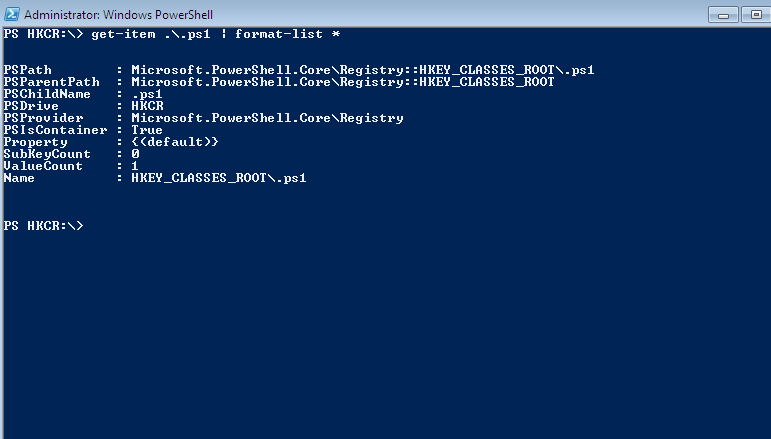 Administrator: Windows PowerShell
PS HKCR:\> get-item .\.ps1 | format-list *
PSPath : Microsoft.PowerShell.Core\Registry::HKEY_CLASSES_ROOT\.ps1
PSParentPath : Microsoft.PowerShell.Core\Registry::HKEY_CLASSES_ROOT
PSChildName : .ps1
PSDrive : HKCR
PSProvider : Microsoft.PowerShell.Core\Registry
PSIsContainer : True
Property : {(default)}
SubKeyCount : 0
ValueCount : 1
Name : HKEY_CLASSES_ROOT\.ps1
PS HKCR:\>